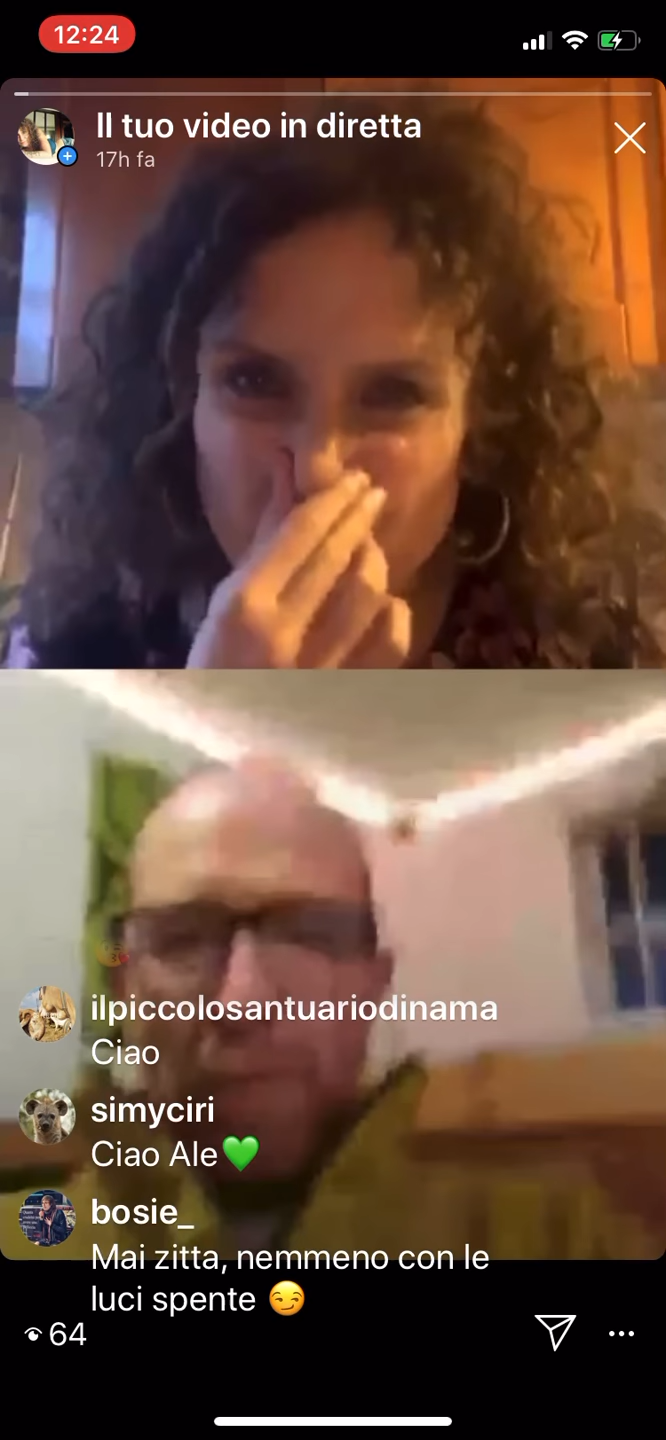 12:24
Il tuo video in diretta
17h fa
ilpiccolosantuariodinama
Ciao
simyciri
Ciao Ale💚
bosie_
Mai zitta, nemmeno con le
luci spente 😏
64